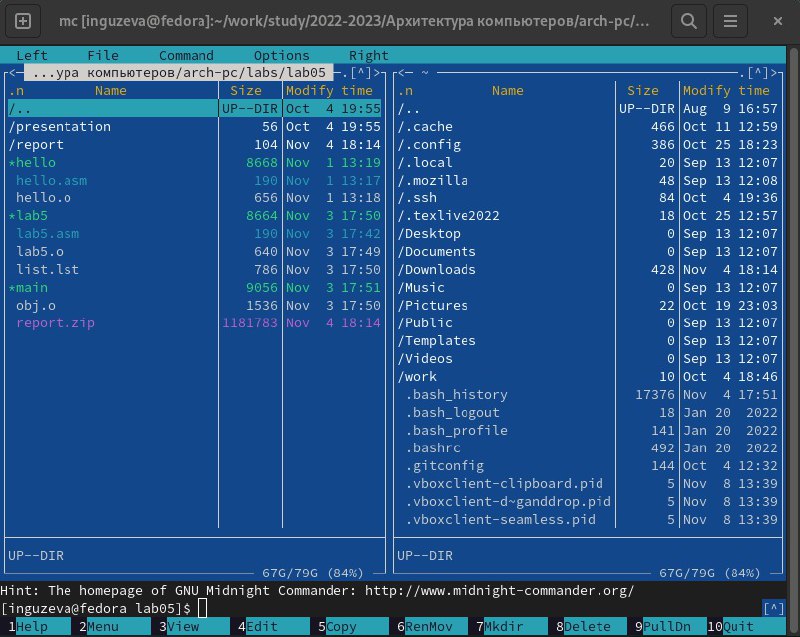 mc [inguzeva@fedora]:~/work/study/2022-2023/Архитектура компьютеров/arch-pc/...
Left File Command Options Right
<─ ...ура компьютеров/arch-pc/labs/lab05 ─.[^]>
.n Name Size Modify time
/.. UP--DIR Oct 4 19:55
/presentation 56 Oct 4 19:55
/report 104 Nov 4 18:14
*hello 8668 Nov 1 13:19
hello.asm 190 Nov 1 13:17
hello.o 656 Nov 1 13:18
*lab5 8664 Nov 3 17:50
lab5.asm 190 Nov 3 17:42
lab5.o 640 Nov 3 17:49
list.lst 786 Nov 3 17:50
*main 9056 Nov 3 17:51
obj.o 1536 Nov 3 17:50
report.zip 1181783 Nov 4 18:14
UP--DIR
67G/79G (84%)
<─ ~ ─.[^]>
.n Name Size Modify time
/.. UP--DIR Aug 9 16:57
/.cache 466 Oct 11 12:59
/.config 386 Oct 25 18:23
/.local 20 Sep 13 12:07
/.mozilla 48 Sep 13 12:08
/.ssh 84 Oct 4 19:36
/.texlive2022 18 Oct 25 12:57
/Desktop 0 Sep 13 12:07
/Documents 0 Sep 13 12:07
/Downloads 428 Nov 4 18:14
/Music 0 Sep 13 12:07
/Pictures 22 Oct 19 23:03
/Public 0 Sep 13 12:07
/Templates 0 Sep 13 12:07
/Videos 0 Sep 13 12:07
/work 10 Oct 4 18:46
.bash_history 17376 Nov 4 17:51
.bash_logout 18 Jan 20 2022
.bash_profile 141 Jan 20 2022
.bashrc 492 Jan 20 2022
.gitconfig 144 Oct 4 12:32
.vboxclient-clipboard.pid 5 Nov 8 13:39
.vboxclient-d~ganddrop.pid 5 Nov 8 13:39
.vboxclient-seamless.pid 5 Nov 8 13:39
UP--DIR
67G/79G (84%)
Hint: The homepage of GNU Midnight Commander: http://www.midnight-commander.org/
[inguzeva@fedora lab05]$ [^]
1Help 2Menu 3View 4Edit 5Copy 6RenMov 7Mkdir 8Delete 9PullDn 10Quit